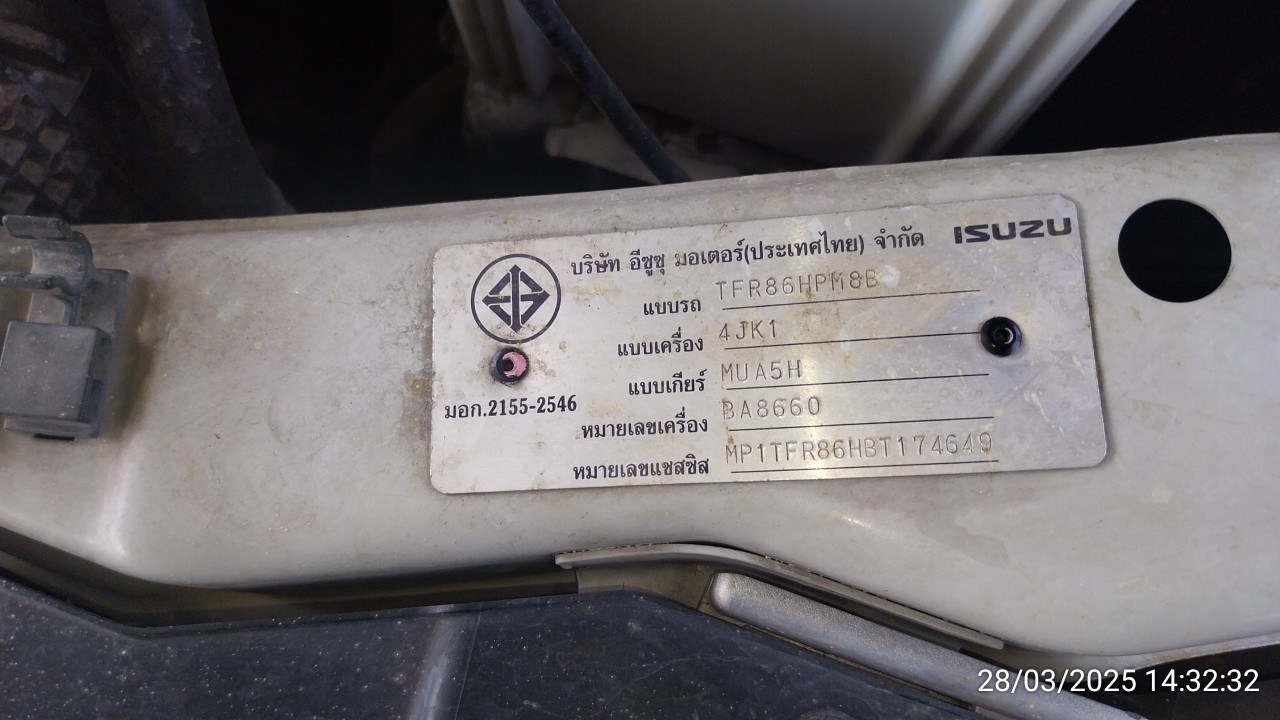 บริษัท อีซูซุ มอเตอร์(ประเทศไทย) จำกัด ISUZU
แบบรถ TFR86HPM8B
แบบเครื่อง 4JK1
แบบเกียร์ MUA5H
มอก.2155-2546
หมายเลขเครื่อง BA8660
หมายเลขแชสซิส MP1TFR86HBT174649
28/03/2025 14:32:32